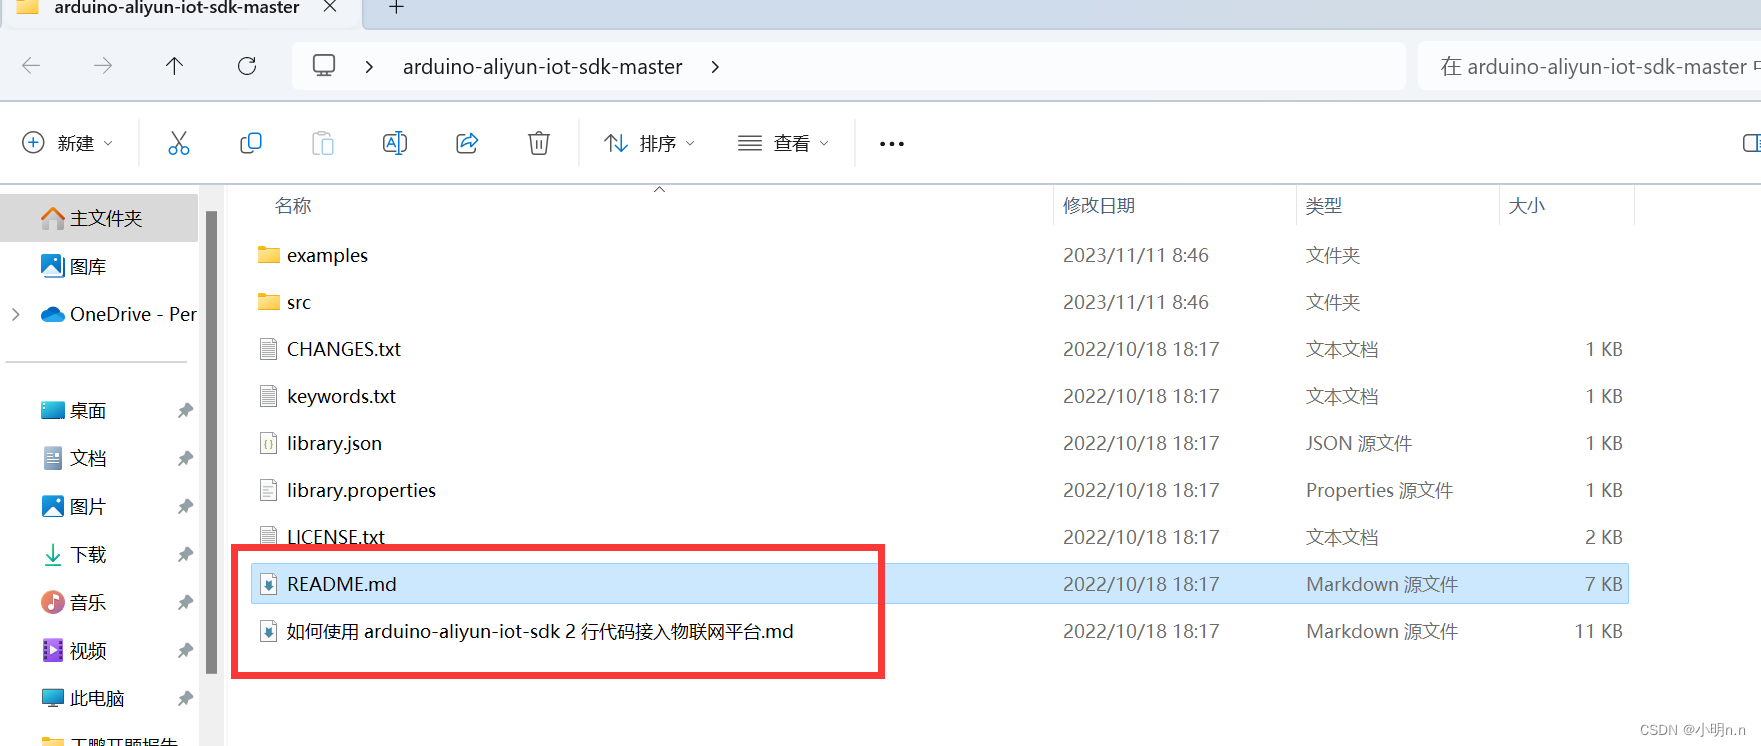 arduino-aliyun-iot-sdk-master
arduino-aliyun-iot-sdk-master
在 arduino-aliyun-iot-sdk-master
新建
排序
查看
名称 修改日期 类型 大小
主文件夹
图库
OneDrive - Per
桌面
文档
图片
下载
音乐
视频
此电脑
examples 2023/11/11 8:46 文件夹
src 2023/11/11 8:46 文件夹
CHANGES.txt 2022/10/18 18:17 文本文档 1 KB
keywords.txt 2022/10/18 18:17 文本文档 1 KB
library.json 2022/10/18 18:17 JSON 源文件 1 KB
library.properties 2022/10/18 18:17 Properties 源文件 1 KB
LICENSE.txt 2022/10/18 18:17 文本文档 2 KB
README.md 2022/10/18 18:17 Markdown 源文件 7 KB
如何使用 arduino-aliyun-iot-sdk 2 行代码接入物联网平台.md 2022/10/18 18:17 Markdown 源文件 11 KB
CSDN @小明n.n